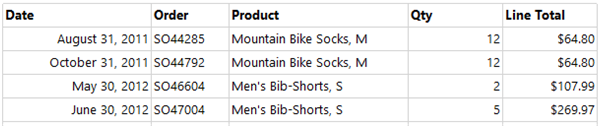 Date Order Product Qty Line Total
August 31, 2011 SO44285 Mountain Bike Socks, M 12 $64.80
October 31, 2011 SO44792 Mountain Bike Socks, M 12 $64.80
May 30, 2012 SO46604 Men's Bib-Shorts, S 2 $107.99
June 30, 2012 SO47004 Men's Bib-Shorts, S 5 $269.97